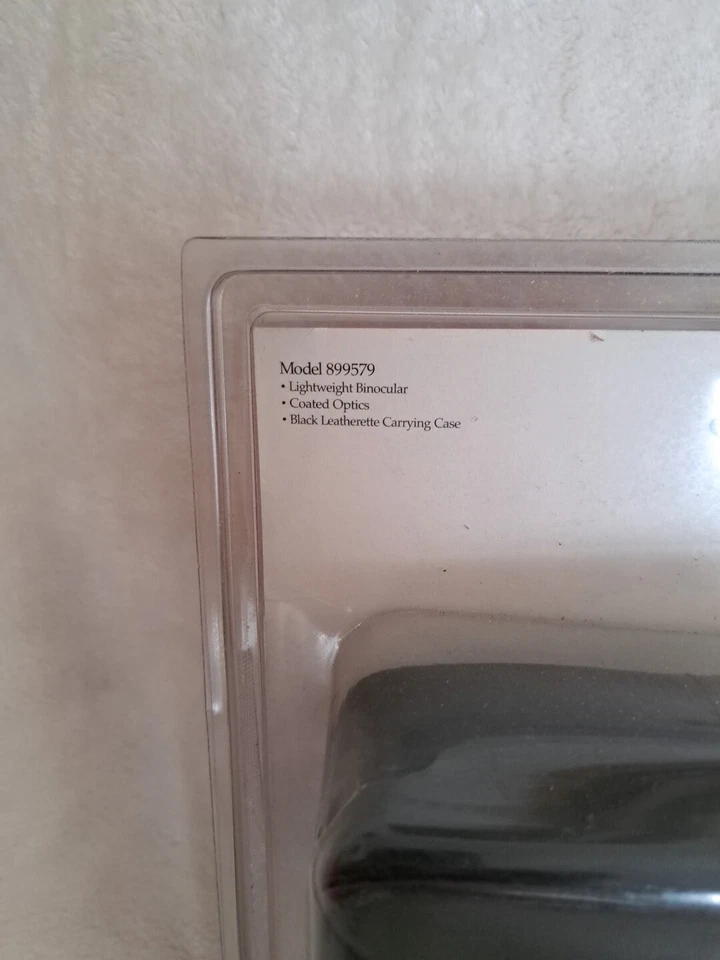 Model 899579
• Lightweight Binocular
• Coated Optics
• Black Leatherette Carrying Case